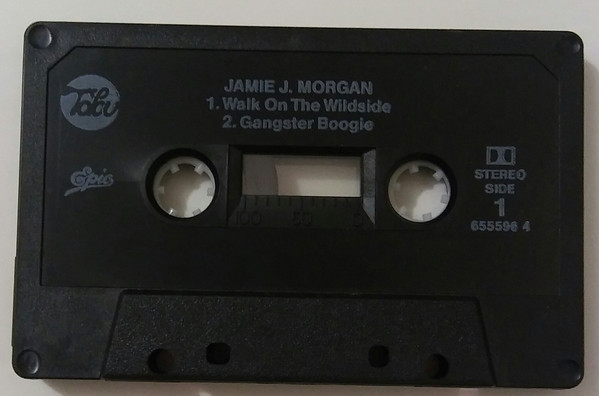 Tabu
JAMIE J. MORGAN
1. Walk On The Wildside
2. Gangster Boogie
Epic
STEREO
SIDE
1
655596 4
100 50 0